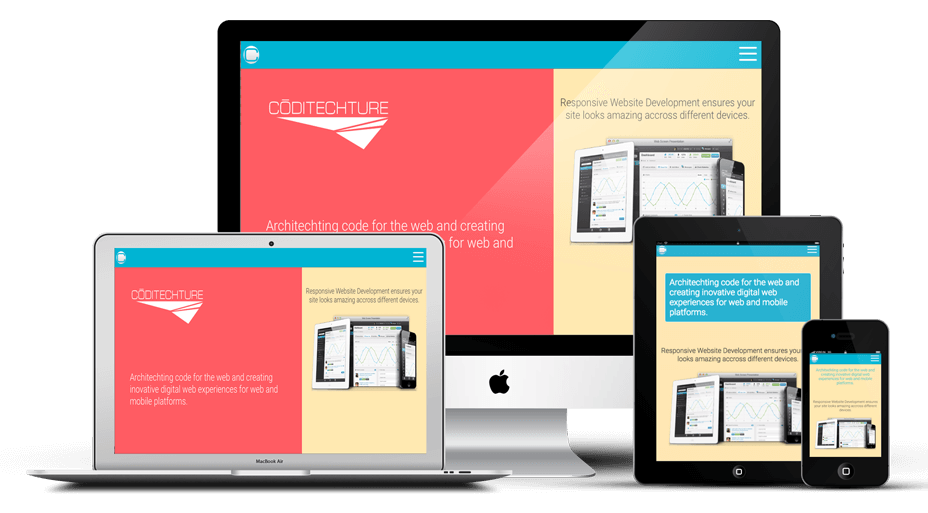 CŌDITECHTURE
Responsive Website Development ensures your
site looks amazing accross different devices.
Architechting code for the web and creating
for web and
CŌDITECHTURE
Responsive Website Development ensures your
site looks amazing accross different devices.
Architechting code for the web and creating
inovative digital web experiences for web and
mobile platforms.
MacBook Air
Architechting code for the web and
creating inovative digital web
experiences for web and mobile
platforms.
Responsive Website Development ensures you
looks amazing accross different devices.
Architechting code for the web and
creating inovative digital web
experiences for web and mobile
platforms.
Responsive Website Development ensures
your site looks amazing accross different
devices.